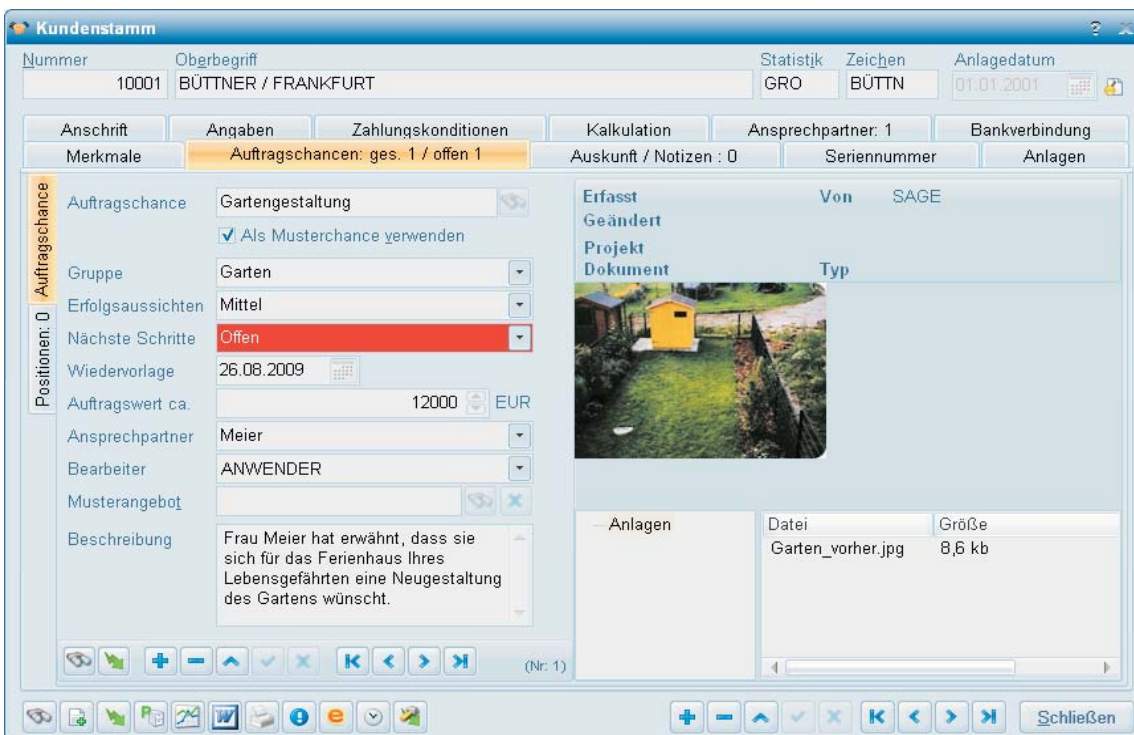 Kundenstamm
Nummer Oberbegriff Statistik Zeichen Anlagedatum
10001 BÜTTNER / FRANKFURT GRO BÜTTN 01.01.2001
Anschrift Angaben Zahlungskonditionen Kalkulation Ansprechpartner: 1 Bankverbindung
Merkmale Auftragschancen: ges. 1 / offen 1 Auskunft / Notizen : 0 Seriennummer Anlagen
Auftragschance
Positionen: 0
Auftragschance Gartengestaltung
Als Musterchance verwenden
Gruppe Garten
Erfolgsaussichten Mittel
Nächste Schritte Offen
Wiedervorlage 26.08.2009
Auftragswert ca. 12000 EUR
Ansprechpartner Meier
Bearbeiter ANWENDER
Musterangebot
Beschreibung Frau Meier hat erwähnt, dass sie
sich für das Ferienhaus Ihres
Lebensgefährten eine Neugestaltung
des Gartens wünscht.
(Nr: 1)
Erfasst Von SAGE
Geändert
Projekt
Dokument Typ
Anlagen
Datei Größe
Garten_vorher.jpg 8,6 kb
Schließen